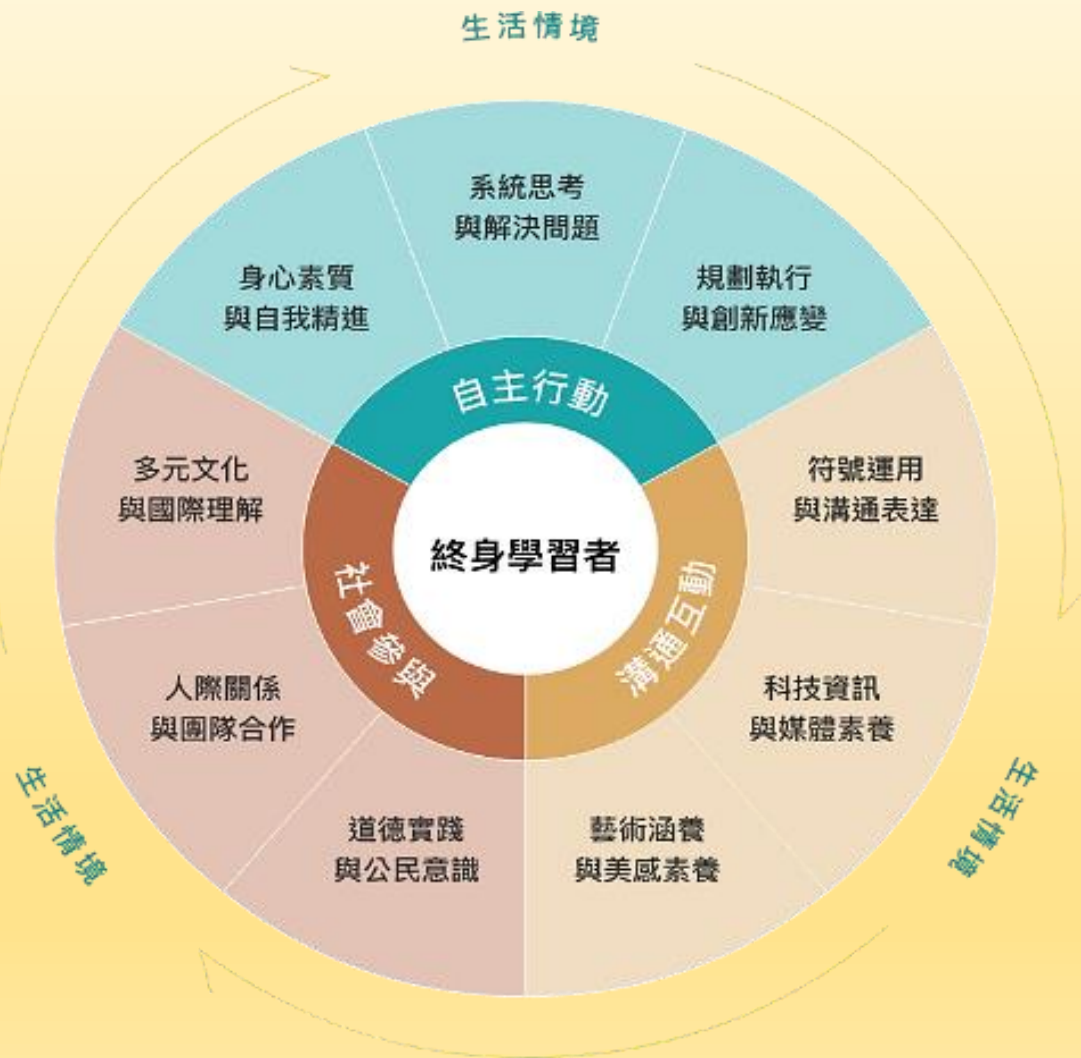 生活情境
系統思考
與解決問題
身心素質
與自我精進
規劃執行
與創新應變
自主行動
多元文化
與國際理解
符號運用
與溝通表達
終身學習者
社會參與
溝通互動
人際關係
與團隊合作
科技資訊
與媒體素養
生活情境
生活情境
道德實踐
與公民意識
藝術涵養
與美感素養